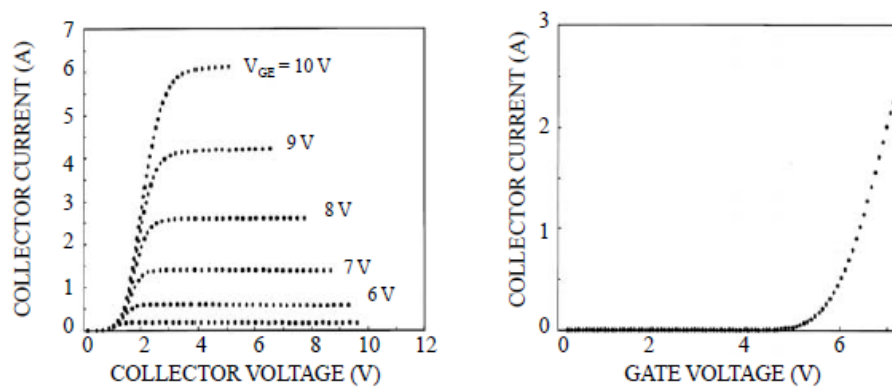 7
6
5
4
3
2
1
0
COLLECTOR CURRENT (A)
V_GE = 10 V
9 V
8 V
7 V
6 V
0 2 4 6 8 10 12
COLLECTOR VOLTAGE (V)
3
2
1
0
COLLECTOR CURRENT (A)
0 2 4 6
GATE VOLTAGE (V)